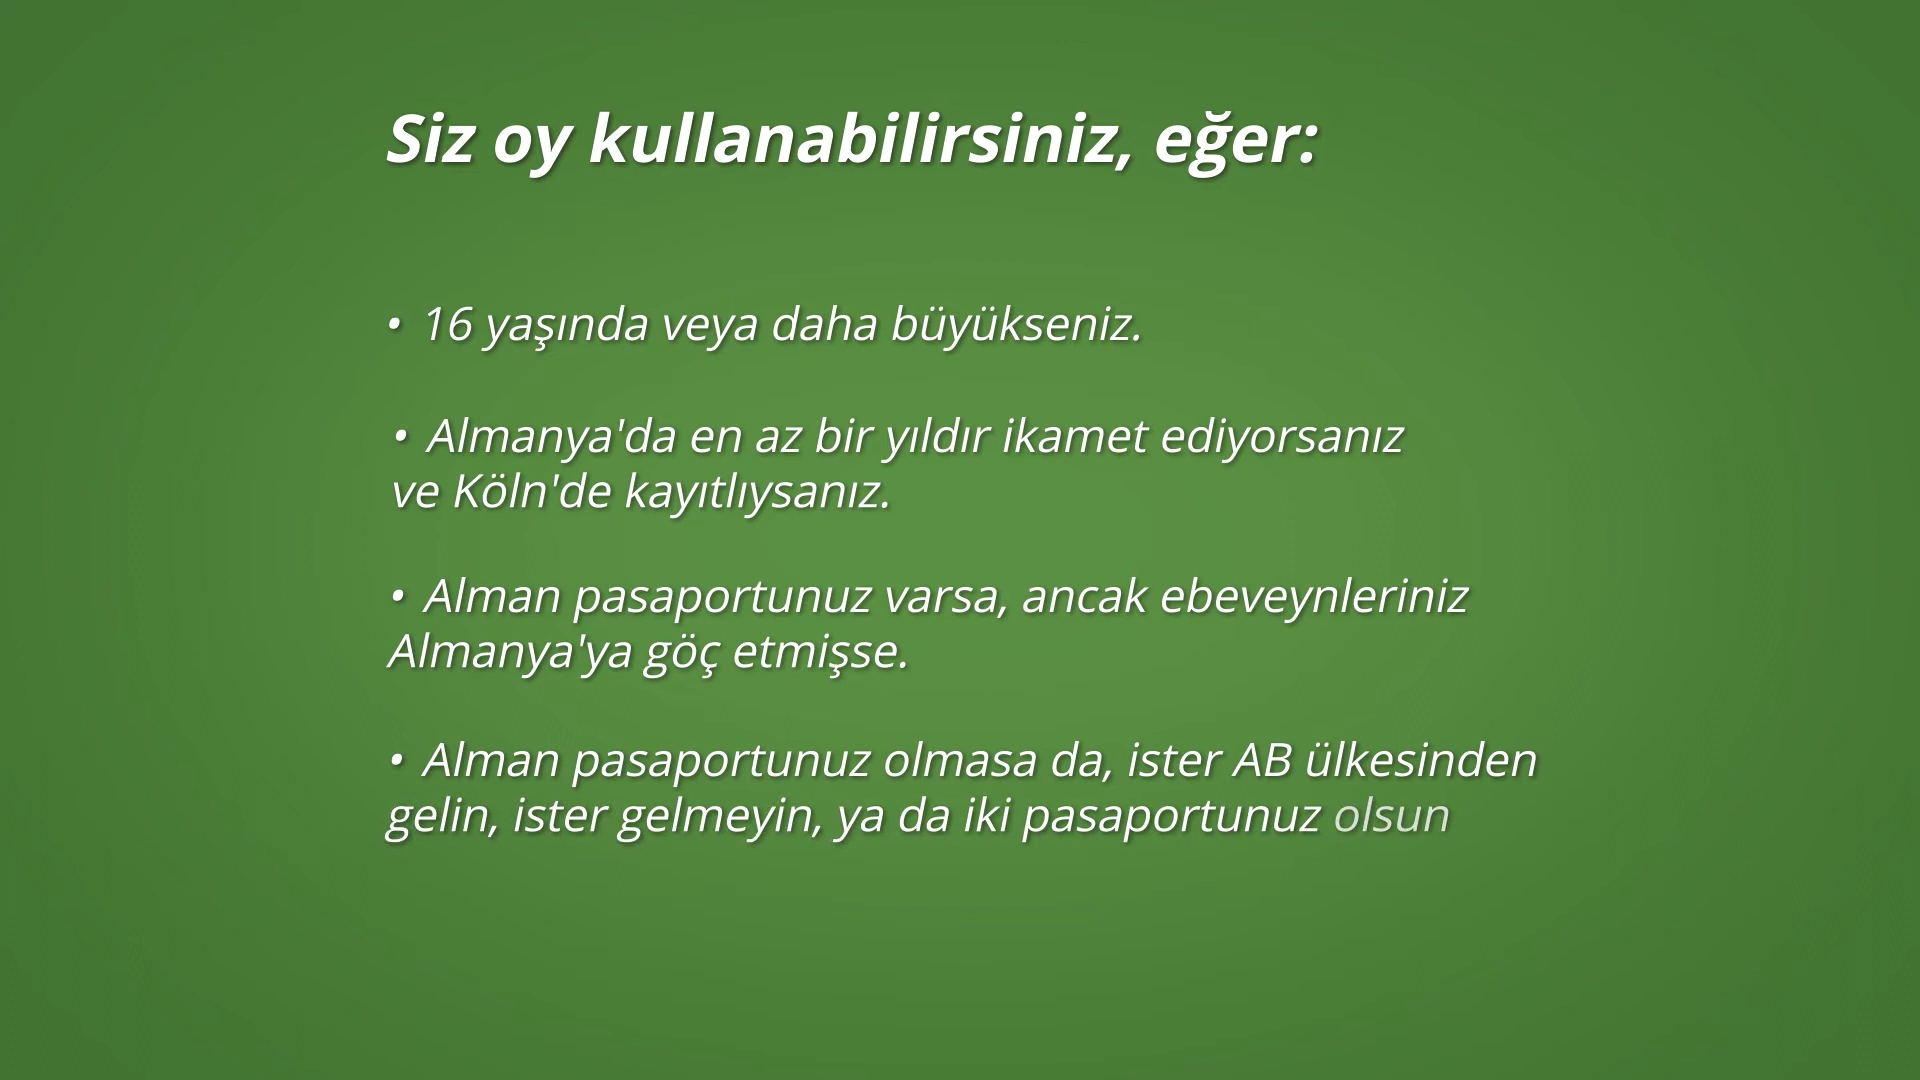 Siz oy kullanabilirsiniz, eğer:
• 16 yaşında veya daha büyükseniz.
• Almanya'da en az bir yıldır ikamet ediyorsanız
ve Köln'de kayıtlıysanız.
• Alman pasaportunuz varsa, ancak ebeveynleriniz
Almanya'ya göç etmişse.
• Alman pasaportunuz olmasa da, ister AB ülkesinden
gelin, ister gelmeyin, ya da iki pasaportunuz olsun